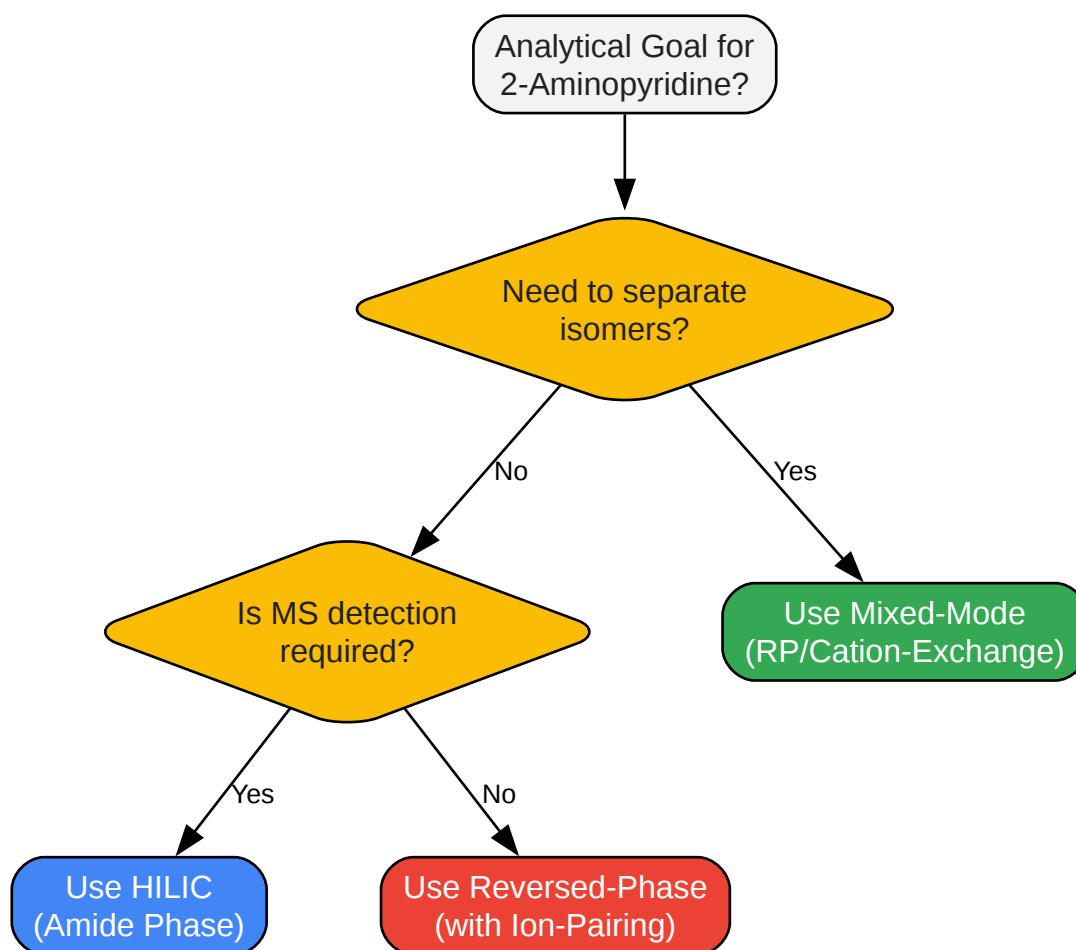 Analytical Goal for
2-Aminopyridine?
Need to separate
isomers?
No
Yes
Is MS detection
required?
Use Mixed-Mode
(RP/Cation-Exchange)
Yes
No
Use HILIC
(Amide Phase)
Use Reversed-Phase
(with Ion-Pairing)